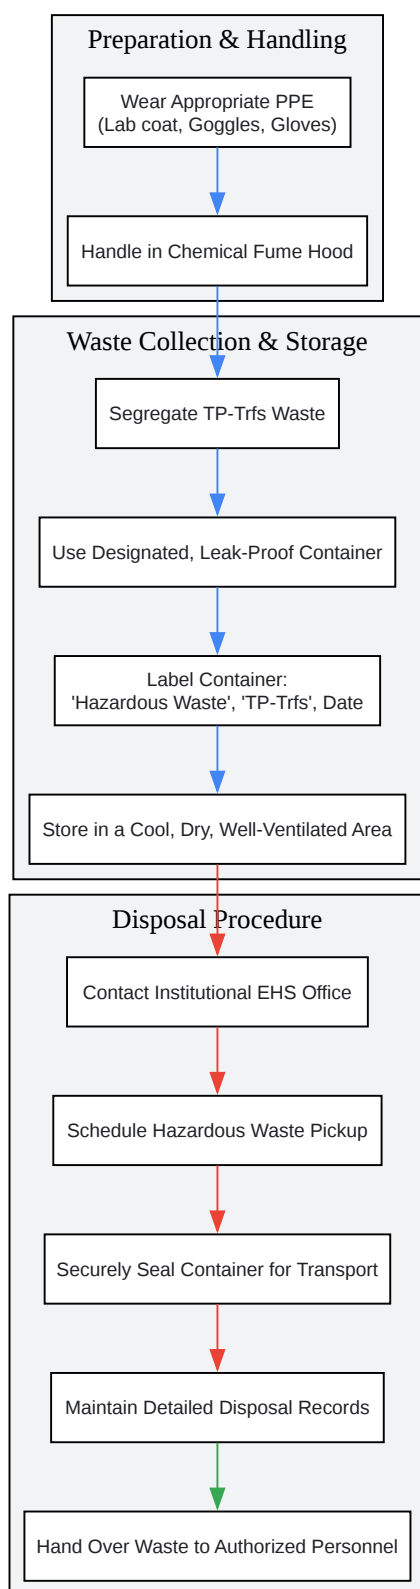 Preparation & Handling
Wear Appropriate PPE
(Lab coat, Goggles, Gloves)
Handle in Chemical Fume Hood
Waste Collection & Storage
Segregate TP-Trfs Waste
Use Designated, Leak-Proof Container
Label Container:
'Hazardous Waste', 'TP-Trfs', Date
Store in a Cool, Dry, Well-Ventilated Area
Disposal Procedure
Contact Institutional EHS Office
Schedule Hazardous Waste Pickup
Securely Seal Container for Transport
Maintain Detailed Disposal Records
Hand Over Waste to Authorized Personnel